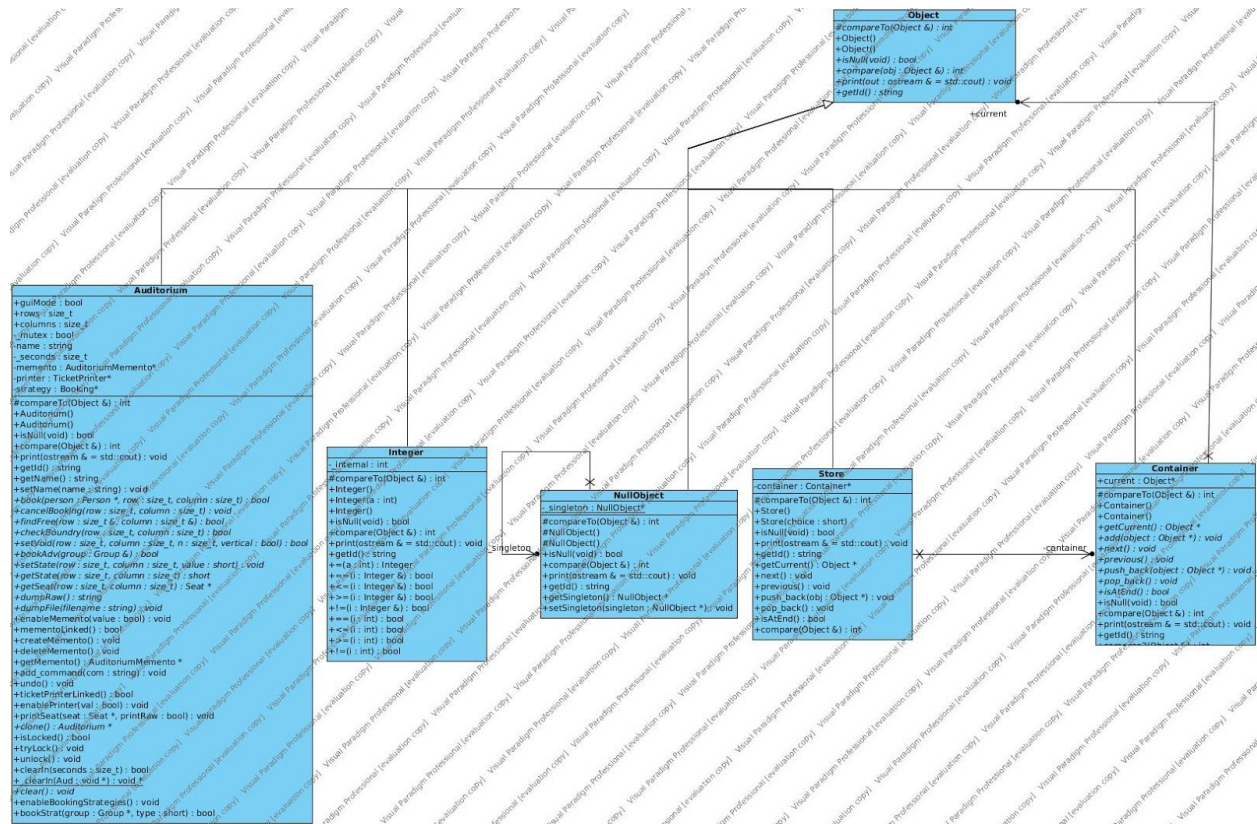 Object
#compareTo(Object &) : int
+Object()
+Object()
+isNull(void) : bool
+compare(obj : Object &) : int
+print(out : ostream & = std::cout) : void
+getId() : string
+current
Auditorium
+guiMode : bool
+rows : size_t
+columns : size_t
-_mutex : bool
-name : string
-_seconds : size_t
-memento : AuditoriumMemento*
-printer : TicketPrinter*
-strategy : Booking*
#compareTo(Object &) : int
+Auditorium()
+Auditorium()
+isNull(void) : bool
+compare(Object &) : int
+print(ostream & = std::cout) : void
+getId() : string
+getName() : string
+setName(name : string) : void
+book(person : Person *, row : size_t, column : size_t) : bool
+cancelBooking(row : size_t, column : size_t) : void
+findFree(row : size_t &, column : size_t &) : bool
+checkBoundry(row : size_t, column : size_t) : bool
+setVoid(row : size_t, column : size_t, n : size_t, vertical : bool) : bool
+bookAdv(group : Group &) : bool
+setState(row : size_t, column : size_t, value : short) : void
+getState(row : size_t, column : size_t) : short
+getSeat(row : size_t, column : size_t) : Seat *
+dumpRaw() : string
+dumpFile(filename : string) : void
+enableMemento(value : bool) : void
+mementoLinked() : bool
+createMemento() : void
+deleteMemento() : void
+getMemento() : AuditoriumMemento *
+add_command(com : string) : void
+undo() : void
+ticketPrinterLinked() : bool
+enablePrinter(val : bool) : void
+printSeat(seat : Seat *, printRaw : bool) : void
+clone() : Auditorium *
+isLocked() : bool
+tryLock() : void
+unlock() : void
+clearIn(seconds : size_t) : bool
+_clearIn(Aud : void *) : void *
+clear() : void
+enableBookingStrategies() : void
+bookStrat(group : Group *, type : short) : bool
Integer
-_internal : int
#compareTo(Object &) : int
+Integer()
+Integer(a : int)
+Integer()
+isNull(void) : bool
+compare(Object &) : int
+print(ostream & = std::cout) : void
+getId() : string
+=(a : int) : Integer
+==(i : Integer &) : bool
+<=(i : Integer &) : bool
+>=(i : Integer &) : bool
+!=(i : Integer &) : bool
+==(i : int) : bool
+<=(i : int) : bool
+>=(i : int) : bool
+!=(i : int) : bool
-_singleton
NullObject
-_singleton : NullObject*
#compareTo(Object &) : int
#NullObject()
#NullObject()
+isNull(void) : bool
+compare(Object &) : int
+print(ostream & = std::cout) : void
+getId() : string
+getSingleton() : NullObject *
+setSingleton(singleton : NullObject *) : void
Store
-container : Container*
#compareTo(Object &) : int
+Store()
+Store(choice : short)
+isNull(void) : bool
+print(ostream & = std::cout) : void
+getId() : string
+getCurrent() : Object *
+next() : void
+previous() : void
+push_back(obj : Object *) : void
+pop_back() : void
+isAtEnd() : bool
+compare(Object &) : int
-container
Container
+current : Object*
#compareTo(Object &) : int
+Container()
+Container()
+getCurrent() : Object *
+add(object : Object *) : void
+next() : void
+previous() : void
+push_back(object : Object *) : void
+pop_back() : void
+isAtEnd() : bool
+isNull(void) : bool
+compare(Object &) : int
+print(ostream & = std::cout) : void
+getId() : string
Visual Paradigm Professional [evaluation copy]